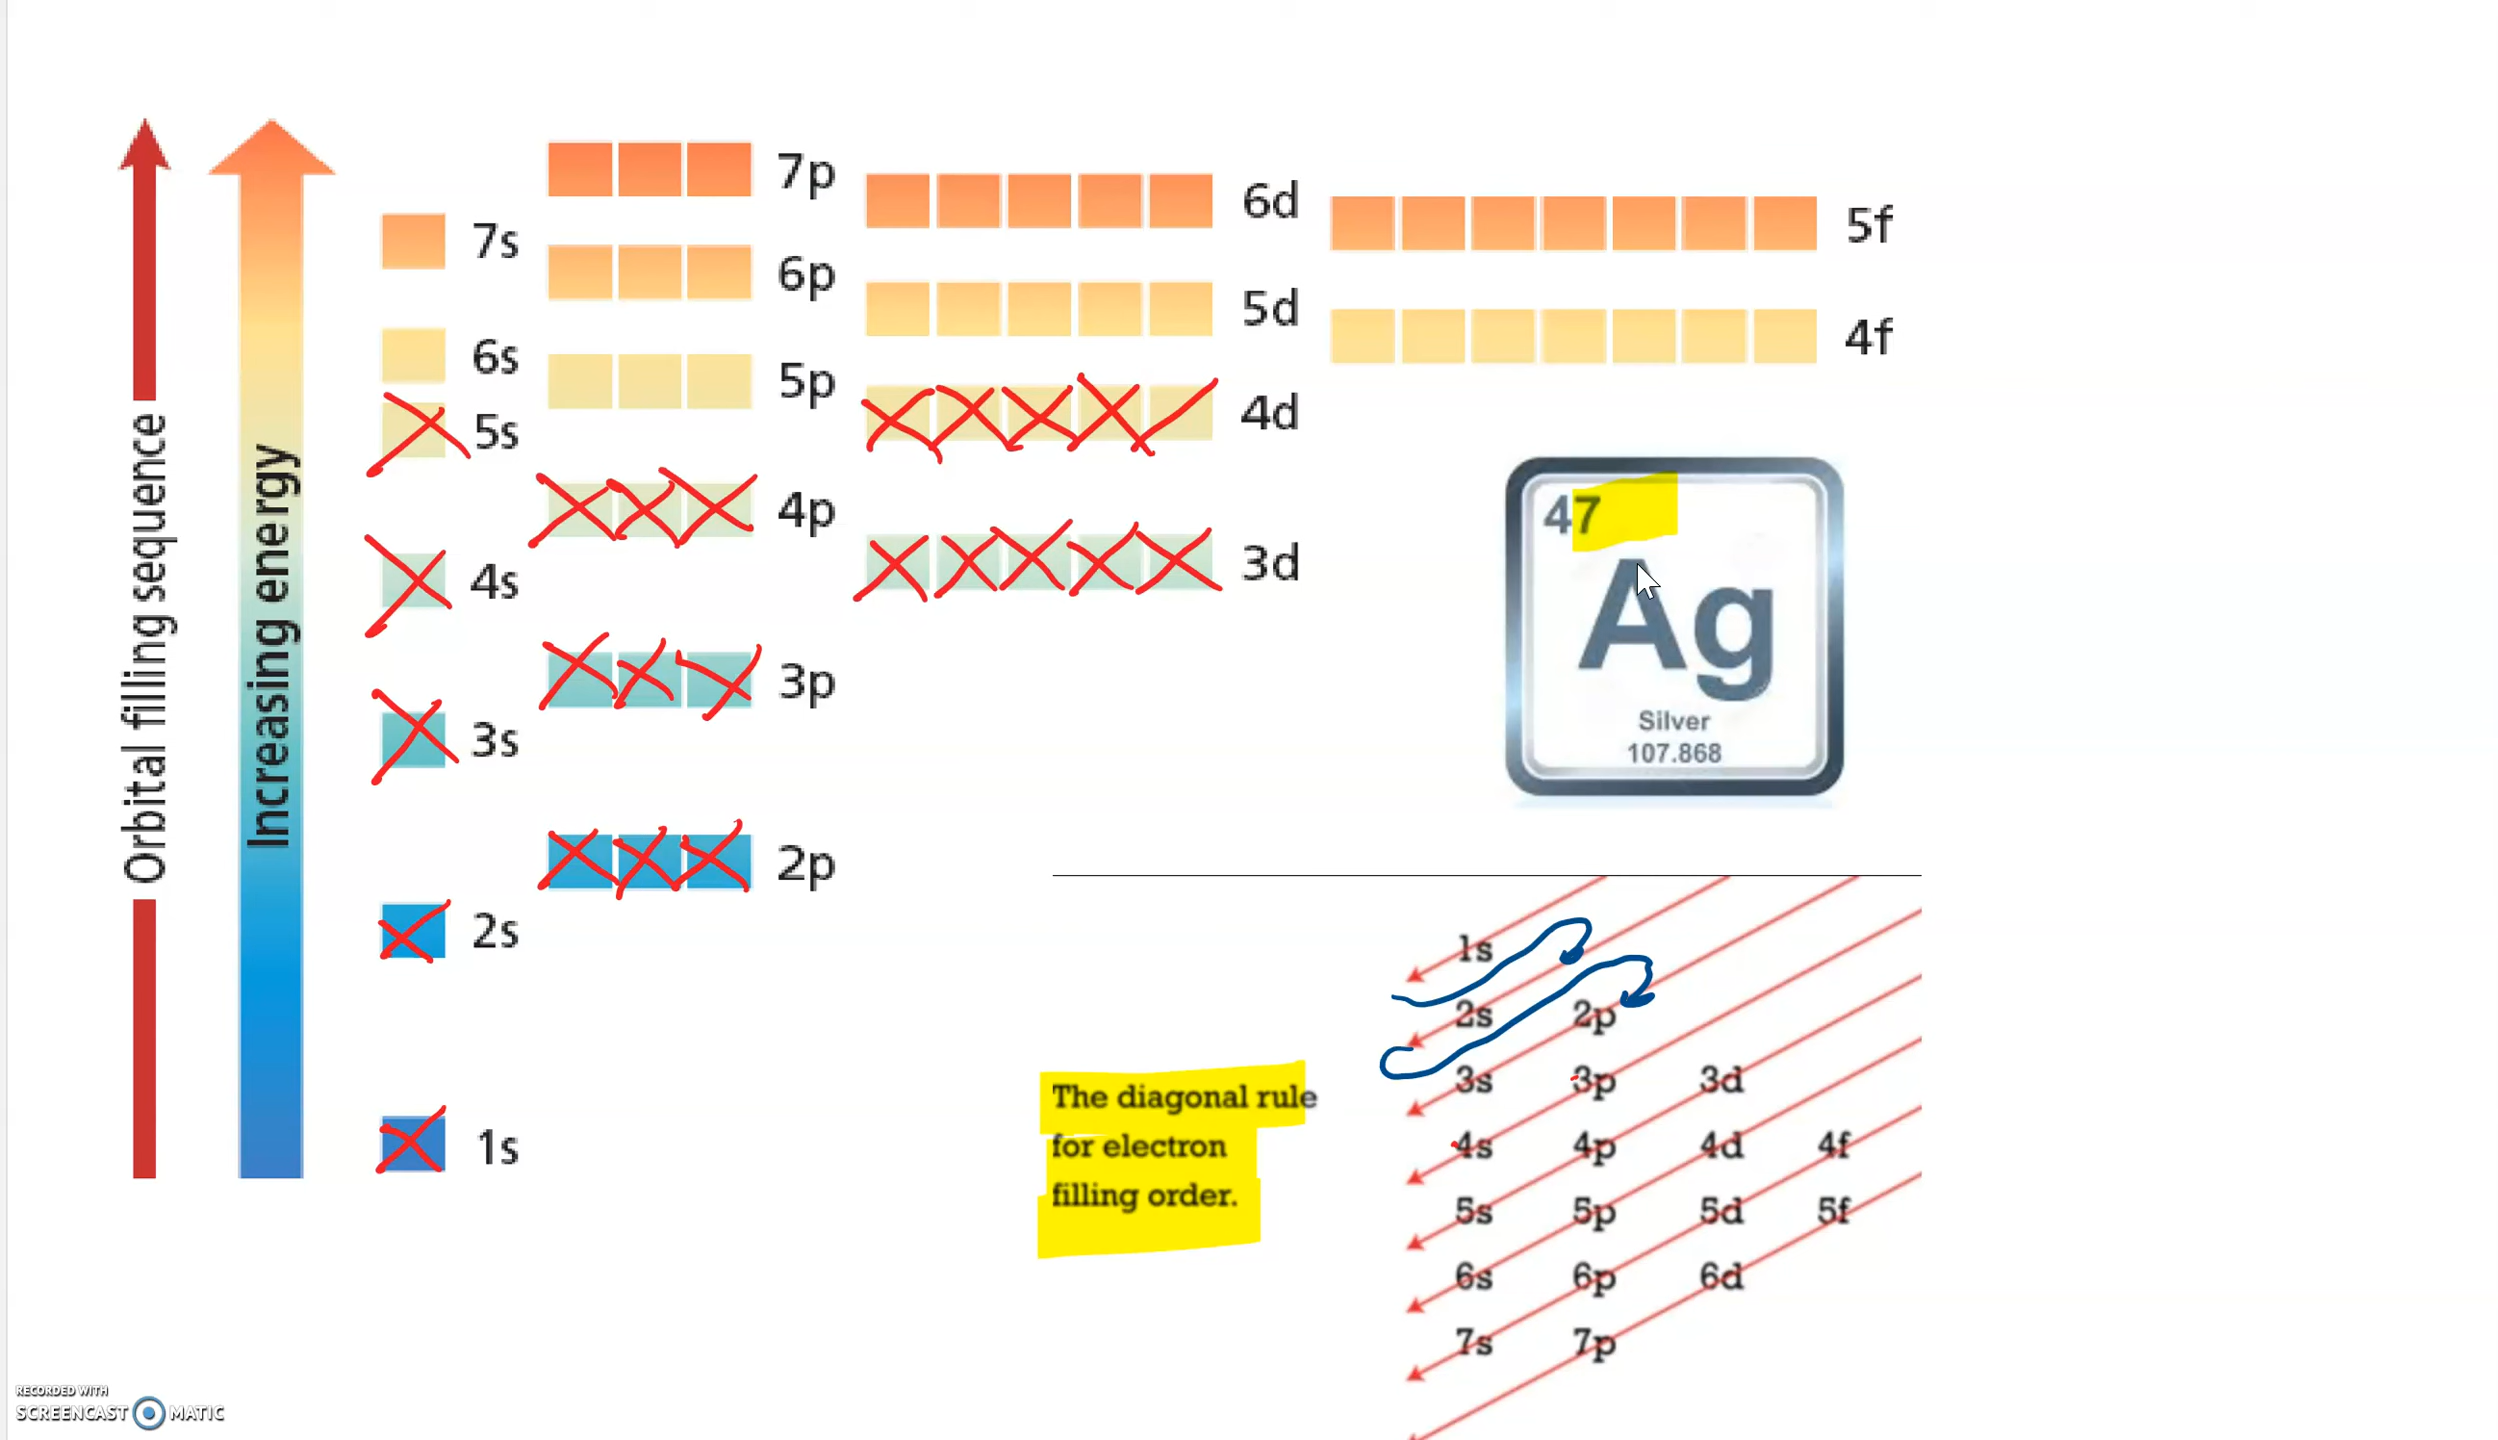 Orbital filling sequence
Increasing energy
7p
6d
5f
7s
6p
5d
4f
6s
5p
4d
5s
4p
3d
4s
3p
3s
2p
2s
1s
47
Ag
Silver
107.868
The diagonal rule
for electron
filling order.
1s
2s 2p
3s 3p 3d
4s 4p 4d 4f
5s 5p 5d 5f
6s 6p 6d
7s 7p
RECORDED WITH
SCREENCAST MATIC